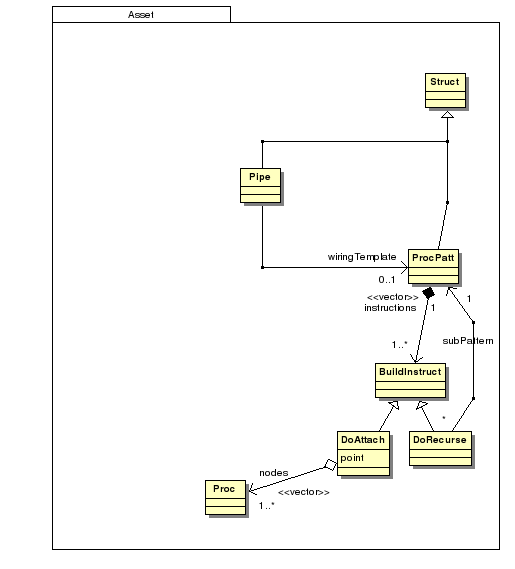 Asset
Struct
Pipe
wiringTemplate
ProcPatt
0..1
<<vector>>
1
1
instructions
subPattern
1..*
BuildInstruct
*
DoAttach
DoRecurse
point
nodes
Proc
<<vector>>
1..*